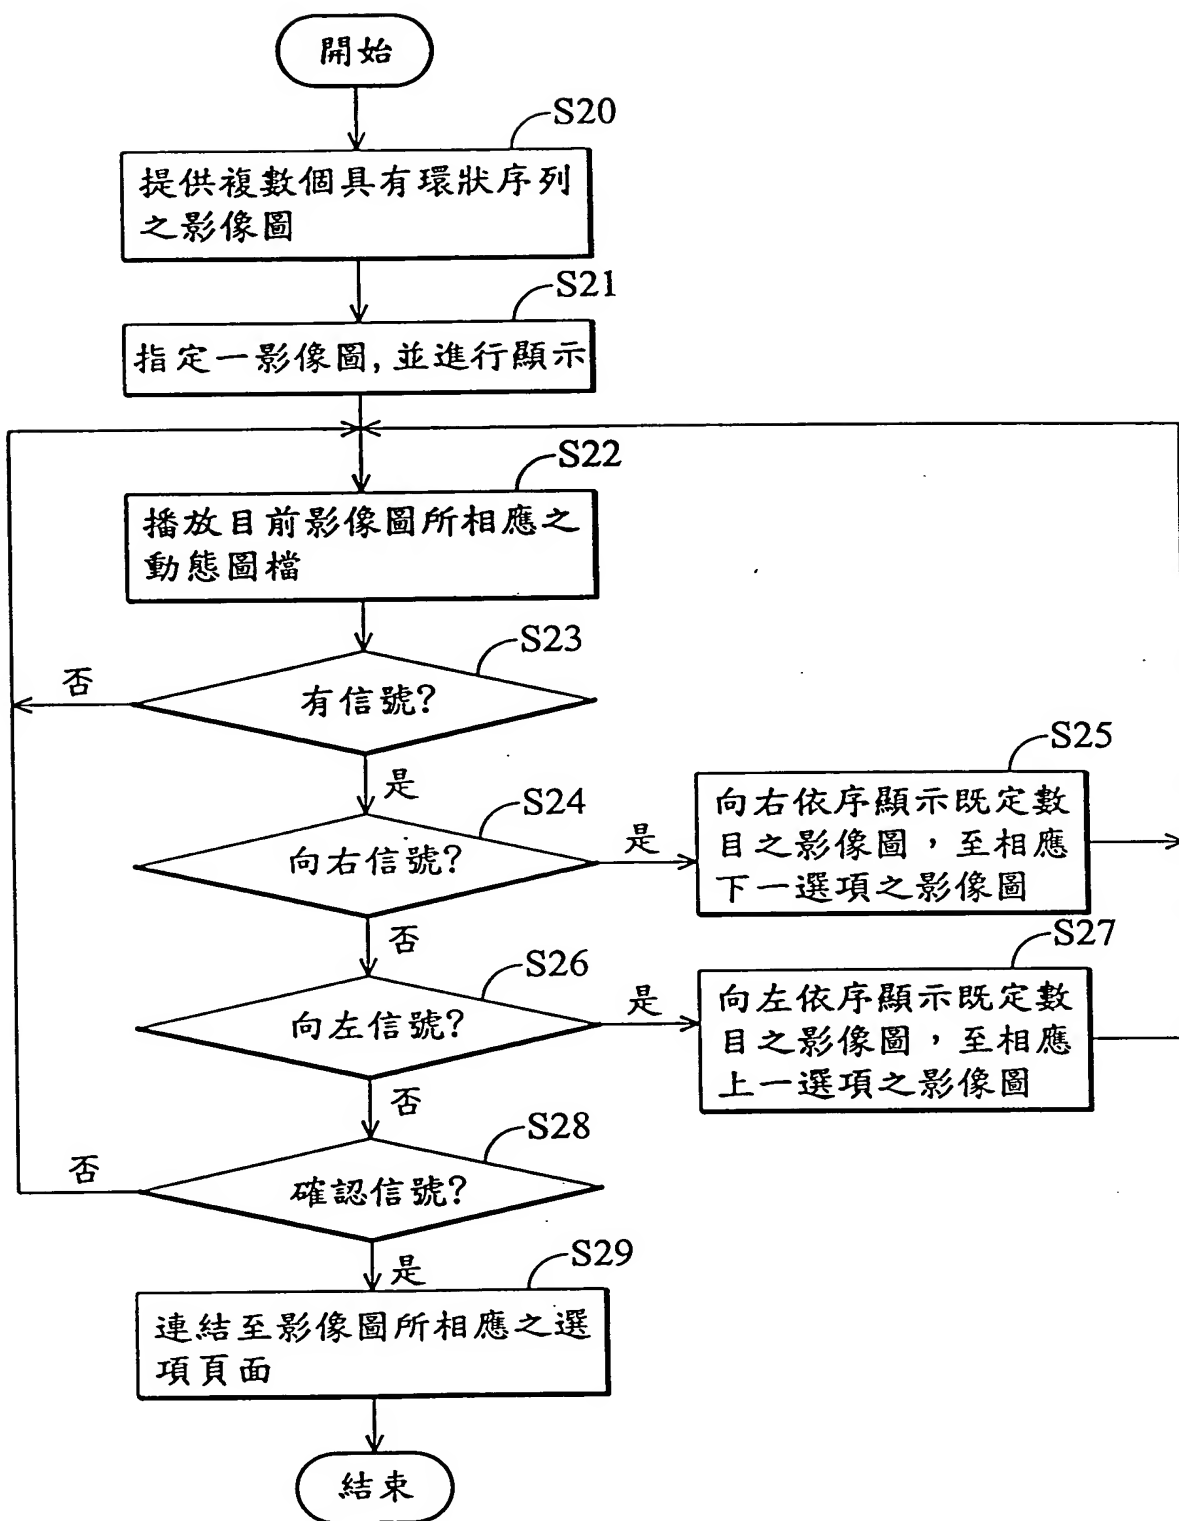 開始
S20
提供複數個具有環狀序列
之影像圖
S21
指定一影像圖,並進行顯示
S22
播放目前影像圖所相應之
動態圖檔
S23
有信號?
否
是
S24
向右信號?
是
S25
向右依序顯示既定數
目之影像圖,至相應
下一選項之影像圖
否
S26
向左信號?
是
S27
向左依序顯示既定數
目之影像圖,至相應
上一選項之影像圖
否
S28
確認信號?
否
是
S29
連結至影像圖所相應之選
項頁面
結束